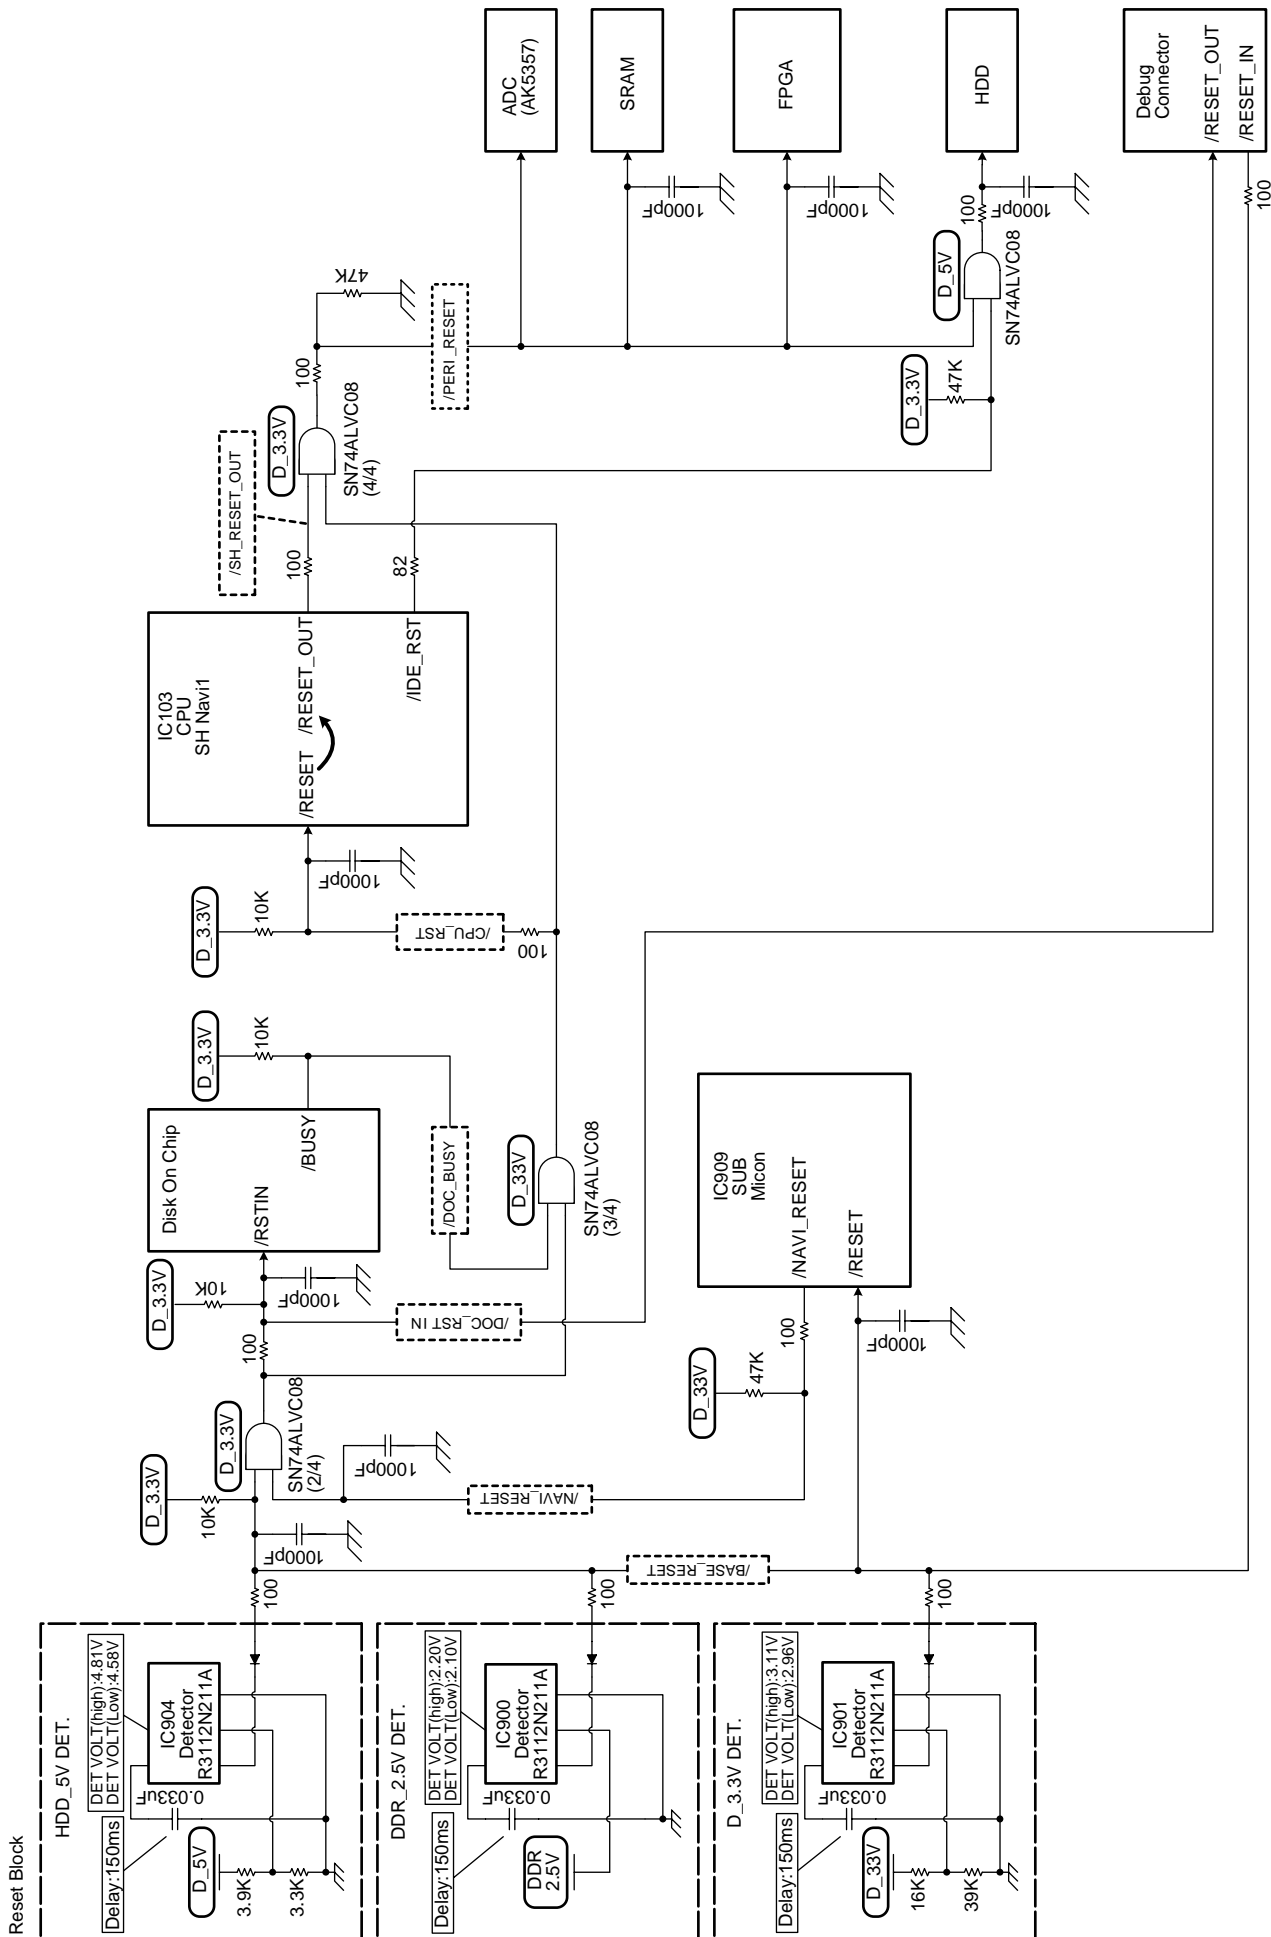 Reset Block
HDD_5V DET.
DET VOLT(high):4.81V
DET VOLT(Low):4.58V
Delay:150ms
0.033uF
IC904
Detector
R3112N211A
D_5V
3.9K
3.3K
100
DDR_2.5V DET.
DET VOLT(high):2.20V
DET VOLT(Low):2.10V
Delay:150ms
0.033uF
IC900
Detector
R3112N211A
DDR
2.5V
100
D_3.3V DET.
DET VOLT(high):3.11V
DET VOLT(Low):2.96V
Delay:150ms
0.033uF
IC901
Detector
R3112N211A
D_33V
16K
39K
100
/BASE_RESET
D_3.3V
10K
1000pF
D_3.3V
SN74ALVC08
(2/4)
1000pF
/NAVI_RESET
100
D_3.3V
10K
1000pF
/DOC_RST IN
Disk On Chip
/RSTIN
/BUSY
D_3.3V
10K
/DOC_BUSY
D_33V
SN74ALVC08
(3/4)
D_33V
47K
100
1000pF
IC909
SUB
Micon
/NAVI_RESET
/RESET
D_3.3V
10K
/CPU_RST
100
1000pF
IC103
CPU
SH Navi1
/RESET
/RESET_OUT
/IDE_RST
100
82
/SH_RESET_OUT
D_3.3V
SN74ALVC08
(4/4)
100
47K
/PERI_RESET
D_3.3V
47K
D_5V
SN74ALVC08
100
1000pF
1000pF
1000pF
ADC
(AK5357)
SRAM
FPGA
HDD
Debug
Connector
/RESET_OUT
/RESET_IN
100